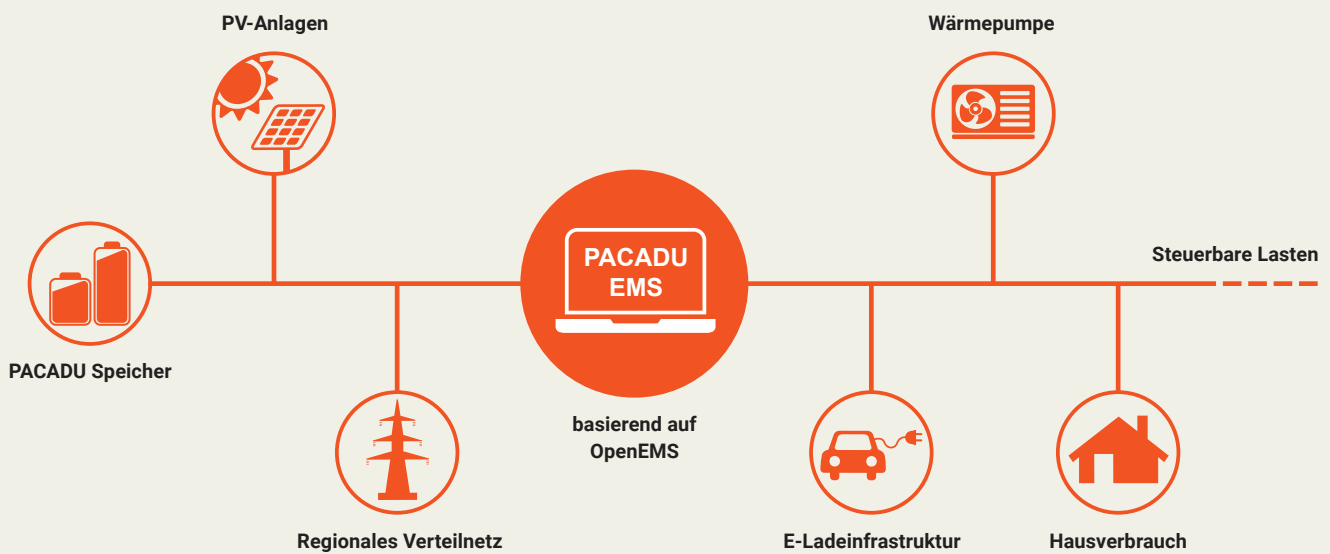 PV-Anlagen
Wärmepumpe
PACADU
EMS
Steuerbare Lasten
PACADU Speicher
basierend auf
OpenEMS
Regionales Verteilnetz
E-Ladeinfrastruktur
Hausverbrauch